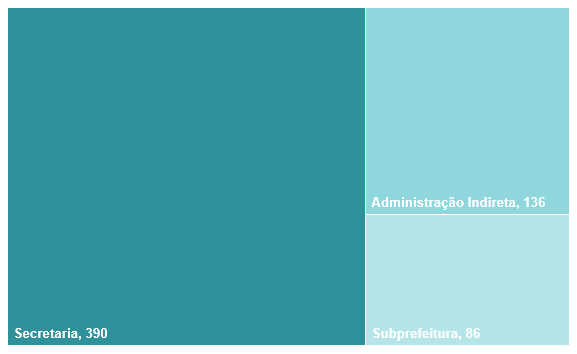 Administração Indireta, 136
Secretaria, 390
Subprefeitura, 86